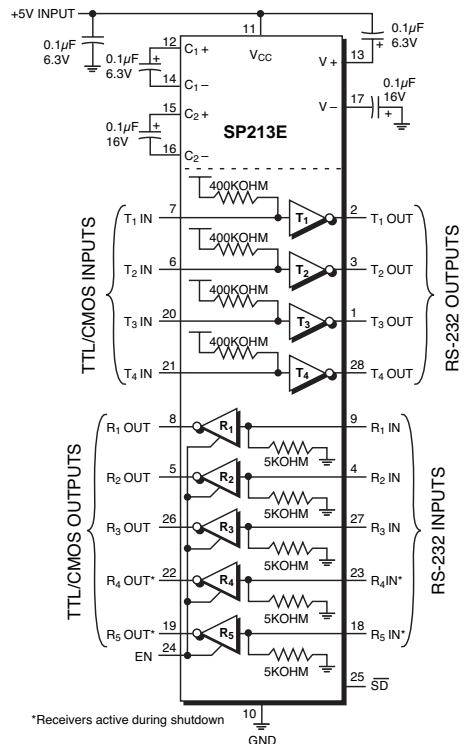 +5V INPUT
0.1µF
6.3V
0.1µF
6.3V
12
C1 +
14
C1 –
15
C2 +
0.1µF
16V
16
C2 –
11
VCC
V +
13
0.1µF
6.3V
V –
17
0.1µF
16V
+
+
+
+
SP213E
TTL/CMOS INPUTS
T1 IN 7 400KOHM T1 2 T1 OUT
T2 IN 6 400KOHM T2 3 T2 OUT
T3 IN 20 400KOHM T3 1 T3 OUT
T4 IN 21 400KOHM T4 28 T4 OUT
RS-232 OUTPUTS
TTL/CMOS OUTPUTS
R1 OUT 8 R1 9 R1 IN
5KOHM
R2 OUT 5 R2 4 R2 IN
5KOHM
R3 OUT 26 R3 27 R3 IN
5KOHM
R4 OUT* 22 R4 23 R4IN*
5KOHM
R5 OUT* 19 R5 18 R5 IN*
5KOHM
RS-232 INPUTS
EN 24
25 SD
*Receivers active during shutdown
10
GND